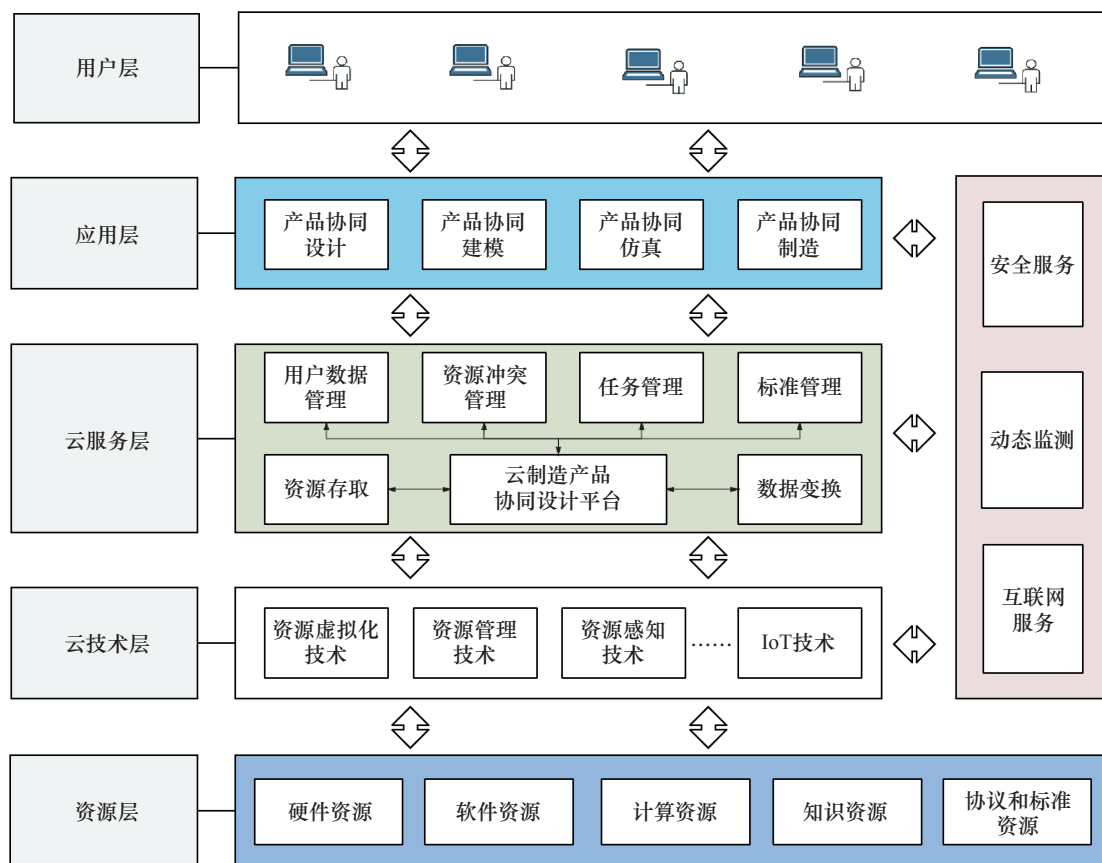 用户层
应用层
产品协同
设计
产品协同
建模
产品协同
仿真
产品协同
制造
安全服务
云服务层
用户数据
管理
资源冲突
管理
任务管理
标准管理
资源存取
云制造产品
协同设计平台
数据变换
动态监测
云技术层
资源虚拟化
技术
资源管理
技术
资源感知
技术
……
IoT技术
互联网
服务
资源层
硬件资源
软件资源
计算资源
知识资源
协议和标准
资源